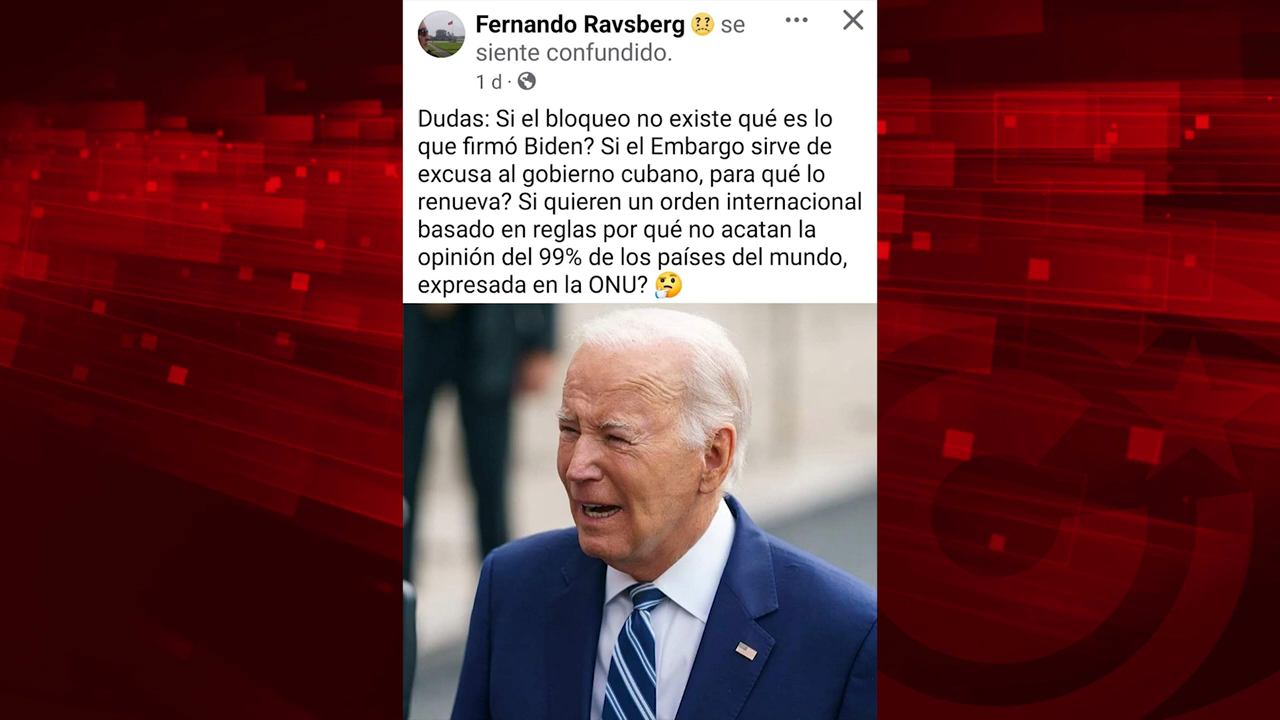 Fernando Ravsberg 😕 se
siente confundido.
1 d ·
Dudas: Si el bloqueo no existe qué es lo
que firmó Biden? Si el Embargo sirve de
excusa al gobierno cubano, para qué lo
renueva? Si quieren un orden internacional
basado en reglas por qué no acatan la
opinión del 99% de los países del mundo,
expresada en la ONU? 🤔